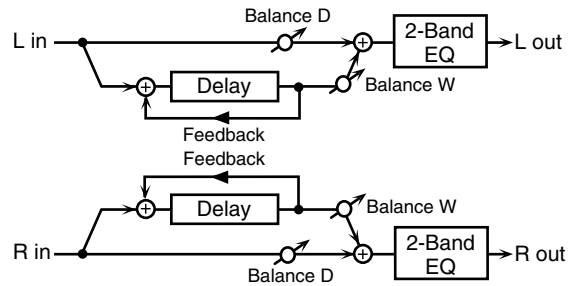 Balance D
L in
2-Band
EQ
L out
Delay
Balance W
Feedback
Feedback
Delay
Balance W
R in
2-Band
EQ
R out
Balance D